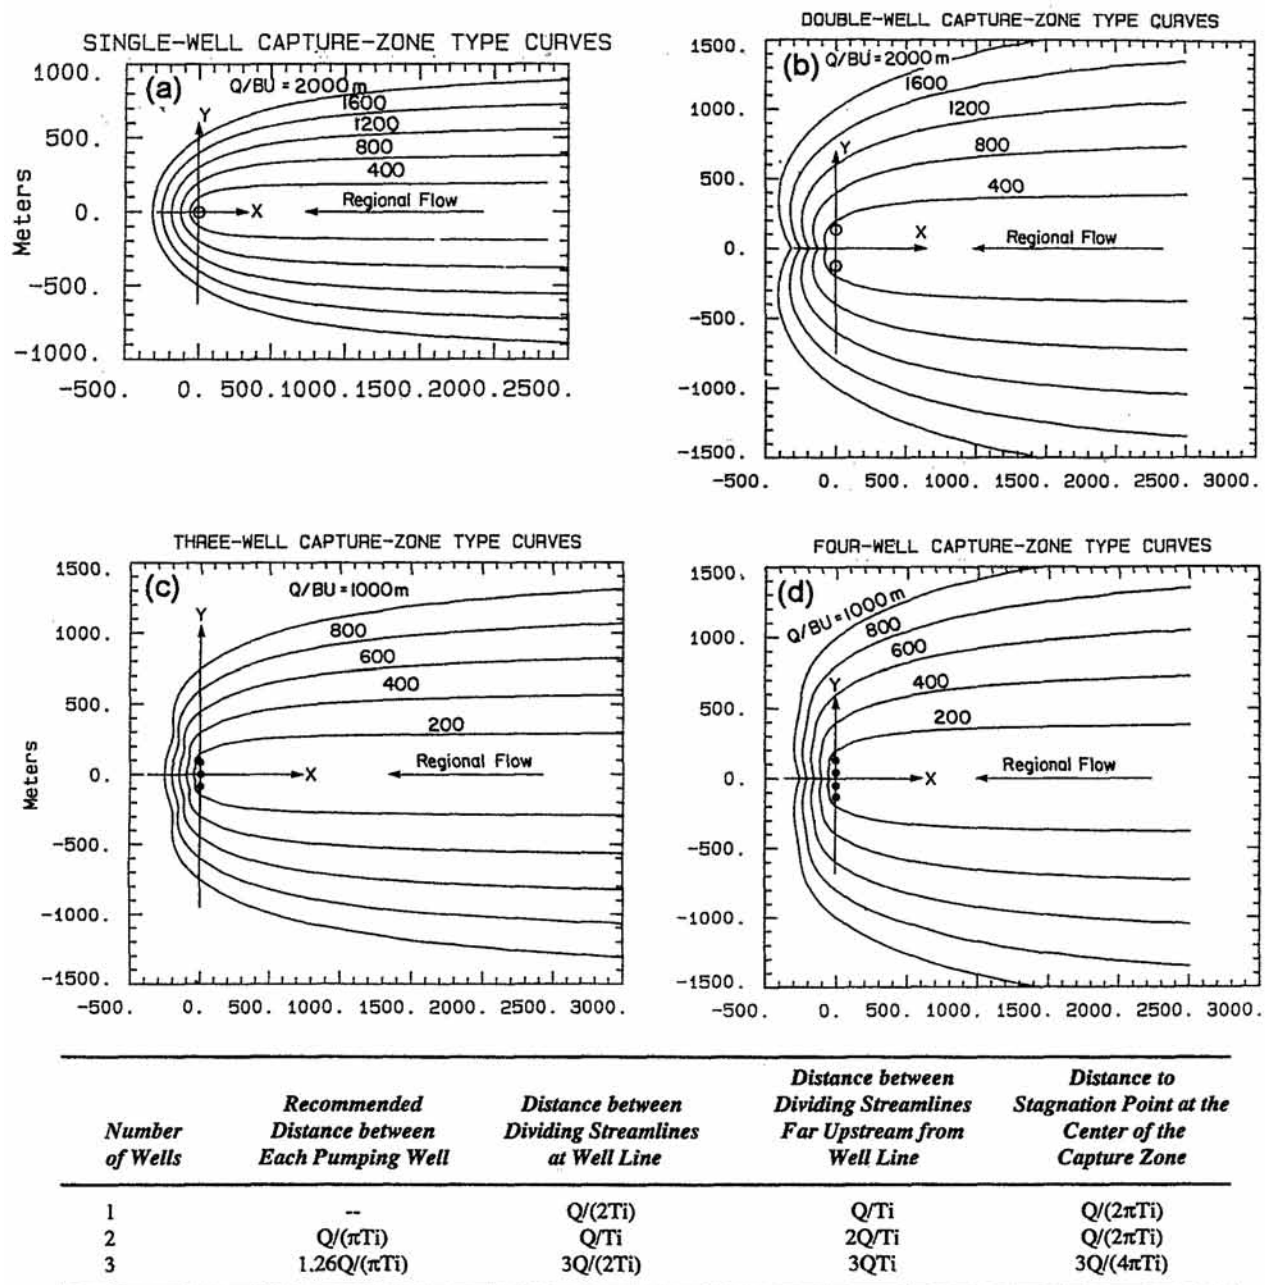 SINGLE-WELL CAPTURE-ZONE TYPE CURVES
(a)
Q/BU = 2000 m
1600
1200
800
400
Y
X
Regional Flow
Meters
1000.
500.
0.
-500.
-1000.
-500. 0. 500. 1000. 1500. 2000. 2500.
DOUBLE-WELL CAPTURE-ZONE TYPE CURVES
(b)
Q/BU = 2000 m
1600
1200
800
400
Y
X
Regional Flow
1500.
1000.
500.
0.
-500.
-1000.
-1500.
-500. 0. 500. 1000. 1500. 2000. 2500. 3000.
THREE-WELL CAPTURE-ZONE TYPE CURVES
(c)
Q/BU = 1000 m
800
600
400
200
Y
X
Regional Flow
Meters
1500.
1000.
500.
0.
-500.
-1000.
-1500.
-500. 0. 500. 1000. 1500. 2000. 2500. 3000.
FOUR-WELL CAPTURE-ZONE TYPE CURVES
(d)
Q/BU = 1000 m
800
600
400
200
Y
X
Regional Flow
1500.
1000.
500.
0.
-500.
-1000.
-1500.
-500. 0. 500. 1000. 1500. 2000. 2500. 3000.
Number
of Wells
Recommended
Distance between
Each Pumping Well
Distance between
Dividing Streamlines
at Well Line
Distance between
Dividing Streamlines
Far Upstream from
Well Line
Distance to
Stagnation Point at the
Center of the
Capture Zone
1 -- Q/(2Ti) Q/Ti Q/(2πTi)
2 Q/(πTi) Q/Ti 2Q/Ti Q/(2πTi)
3 1.26Q/(πTi) 3Q/(2Ti) 3QTi 3Q/(4πTi)